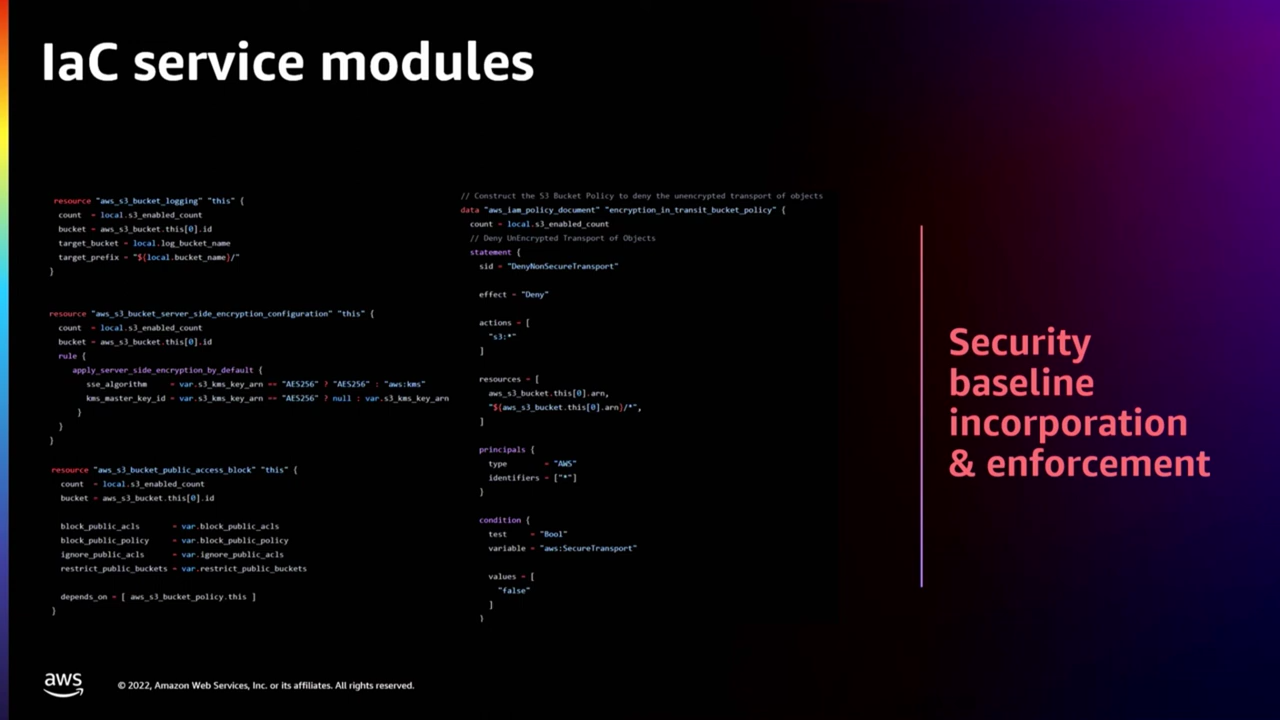 IaC service modules
resource "aws_s3_bucket_logging" "this" {
count = local.s3_enabled_count
bucket = aws_s3_bucket.this[0].id
target_bucket = local.log_bucket_name
target_prefix = "${local.bucket_name}/"
}
resource "aws_s3_bucket_server_side_encryption_configuration" "this" {
count = local.s3_enabled_count
bucket = aws_s3_bucket.this[0].id
rule {
apply_server_side_encryption_by_default {
sse_algorithm = var.s3_kms_key_arn == "AES256" ? "AES256" : "aws:kms"
kms_master_key_id = var.s3_kms_key_arn == "AES256" ? null : var.s3_kms_key_arn
}
}
}
resource "aws_s3_bucket_public_access_block" "this" {
count = local.s3_enabled_count
bucket = aws_s3_bucket.this[0].id
block_public_acls = var.block_public_acls
block_public_policy = var.block_public_policy
ignore_public_acls = var.ignore_public_acls
restrict_public_buckets = var.restrict_public_buckets
depends_on = [ aws_s3_bucket_policy.this ]
}
// Construct the S3 Bucket Policy to deny the unencrypted transport of objects
data "aws_iam_policy_document" "encryption_in_transit_bucket_policy" {
count = local.s3_enabled_count
// Deny UnEncrypted Transport of Objects
statement {
sid = "DenyNonSecureTransport"
effect = "Deny"
actions = [
"s3:*"
]
resources = [
aws_s3_bucket.this[0].arn,
"${aws_s3_bucket.this[0].arn}/*",
]
principals {
type = "AWS"
identifiers = ["*"]
}
condition {
test = "Bool"
variable = "aws:SecureTransport"
values = [
"false"
]
}
Security
baseline
incorporation
& enforcement
aws
© 2022, Amazon Web Services, Inc. or its affiliates. All rights reserved.